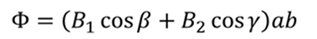 Φ = (B₁ cos β + B₂ cos γ)ab